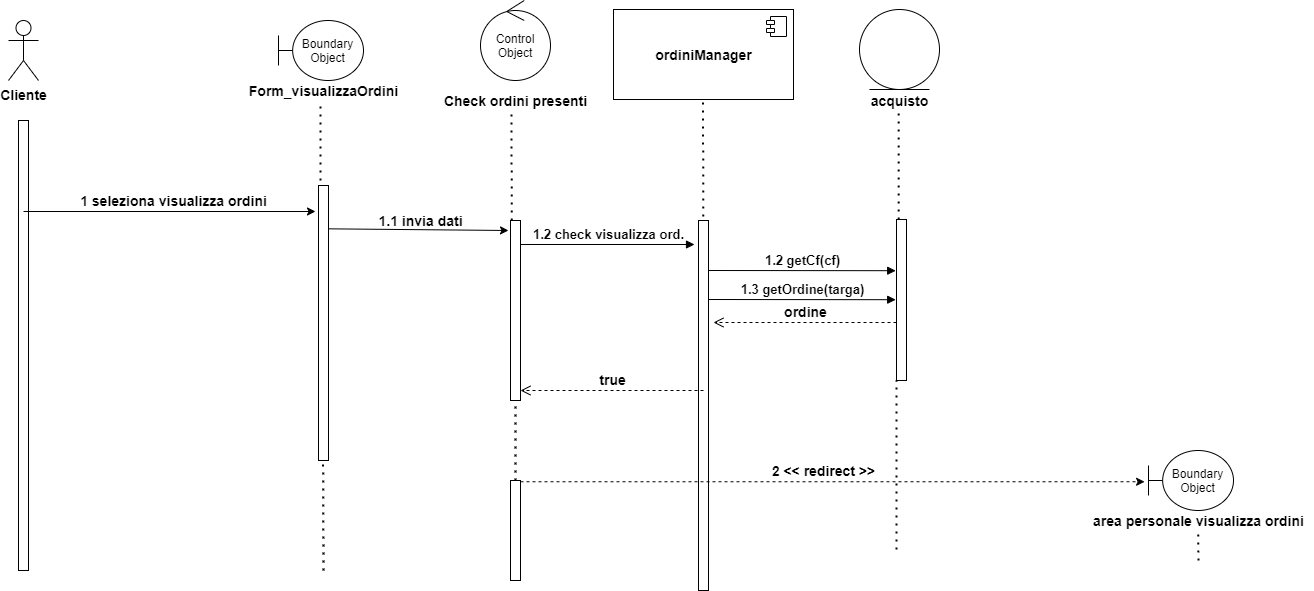 Boundary
Object
Control
Object
ordiniManager
Cliente
Form_visualizzaOrdini
Check ordini presenti
acquisto
1 seleziona visualizza ordini
1.1 invia dati
1.2 check visualizza ord.
1.2 getCf(cf)
1.3 getOrdine(targa)
ordine
true
2 << redirect >>
Boundary
Object
area personale visualizza ordini